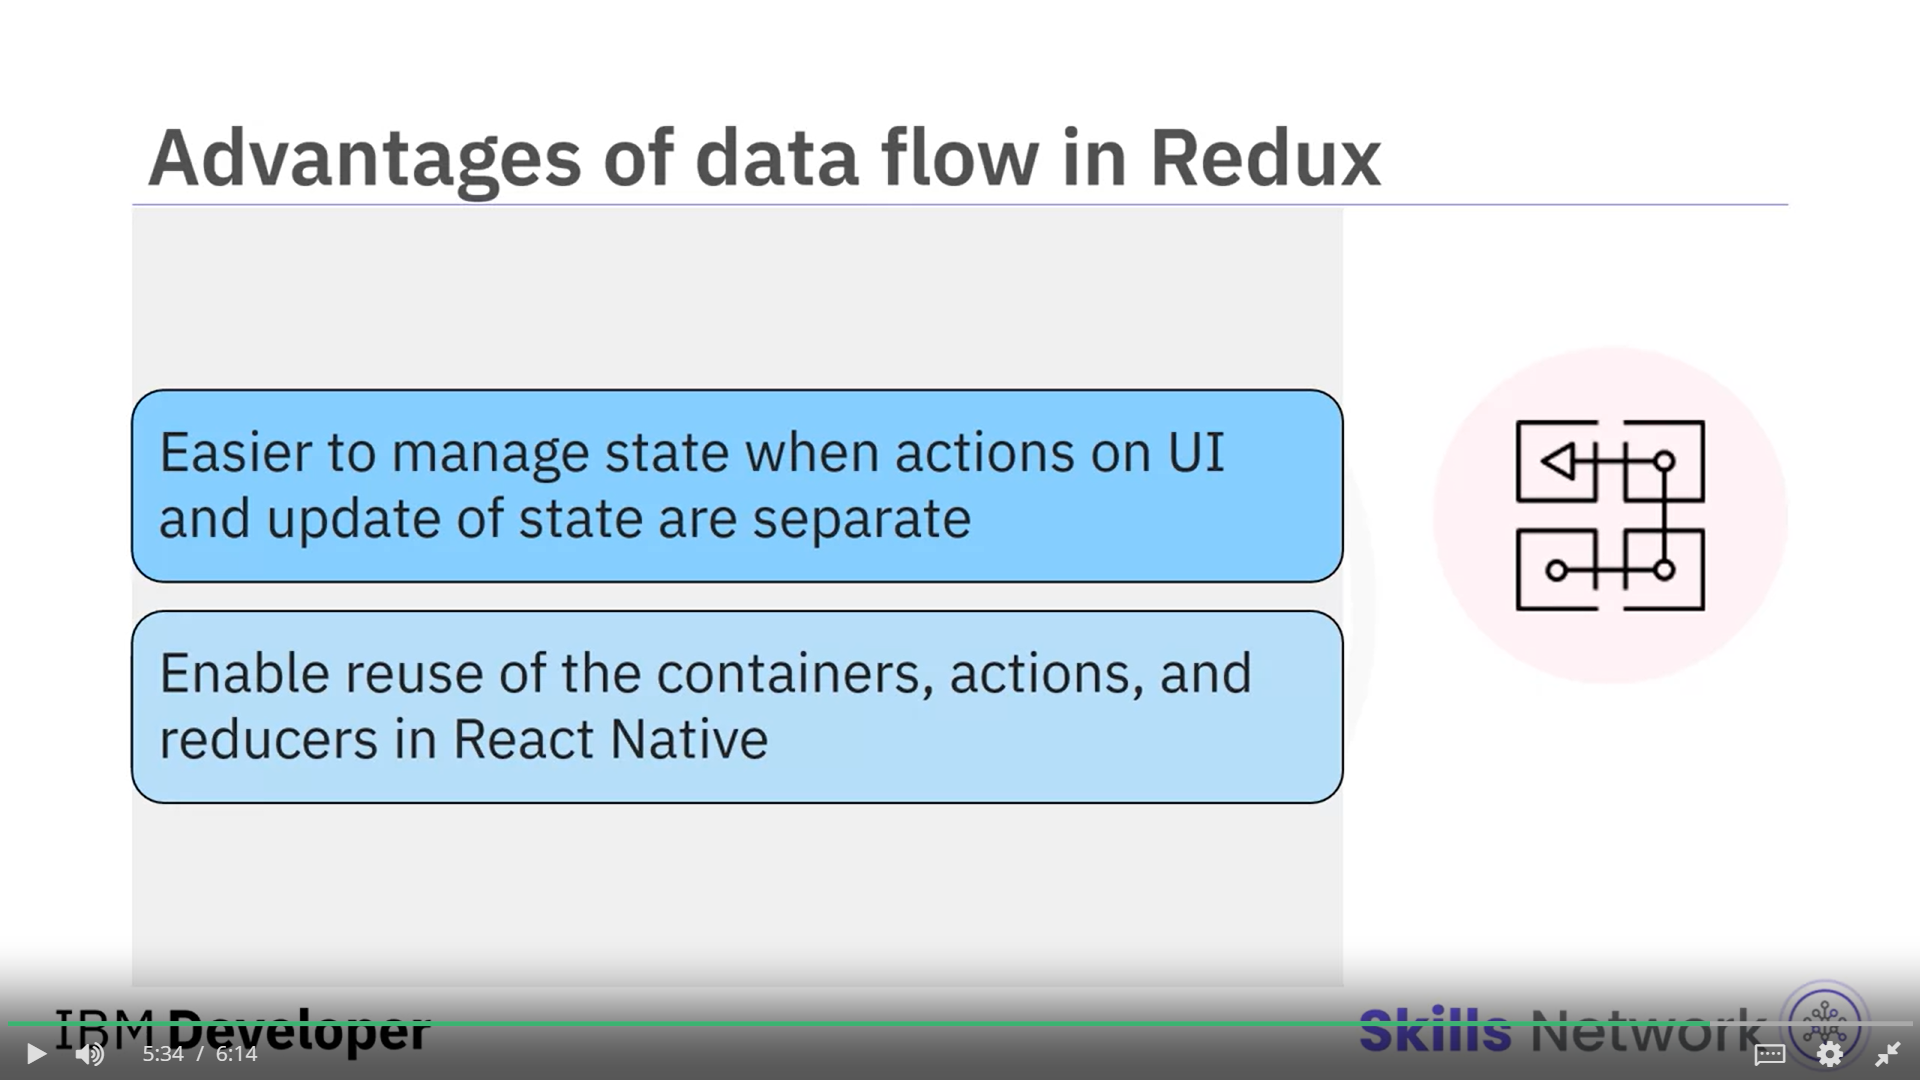 Advantages of data flow in Redux
Easier to manage state when actions on UI
and update of state are separate
Enable reuse of the containers, actions, and
reducers in React Native
IBM Developer
Skills Network
5:34 / 6:14